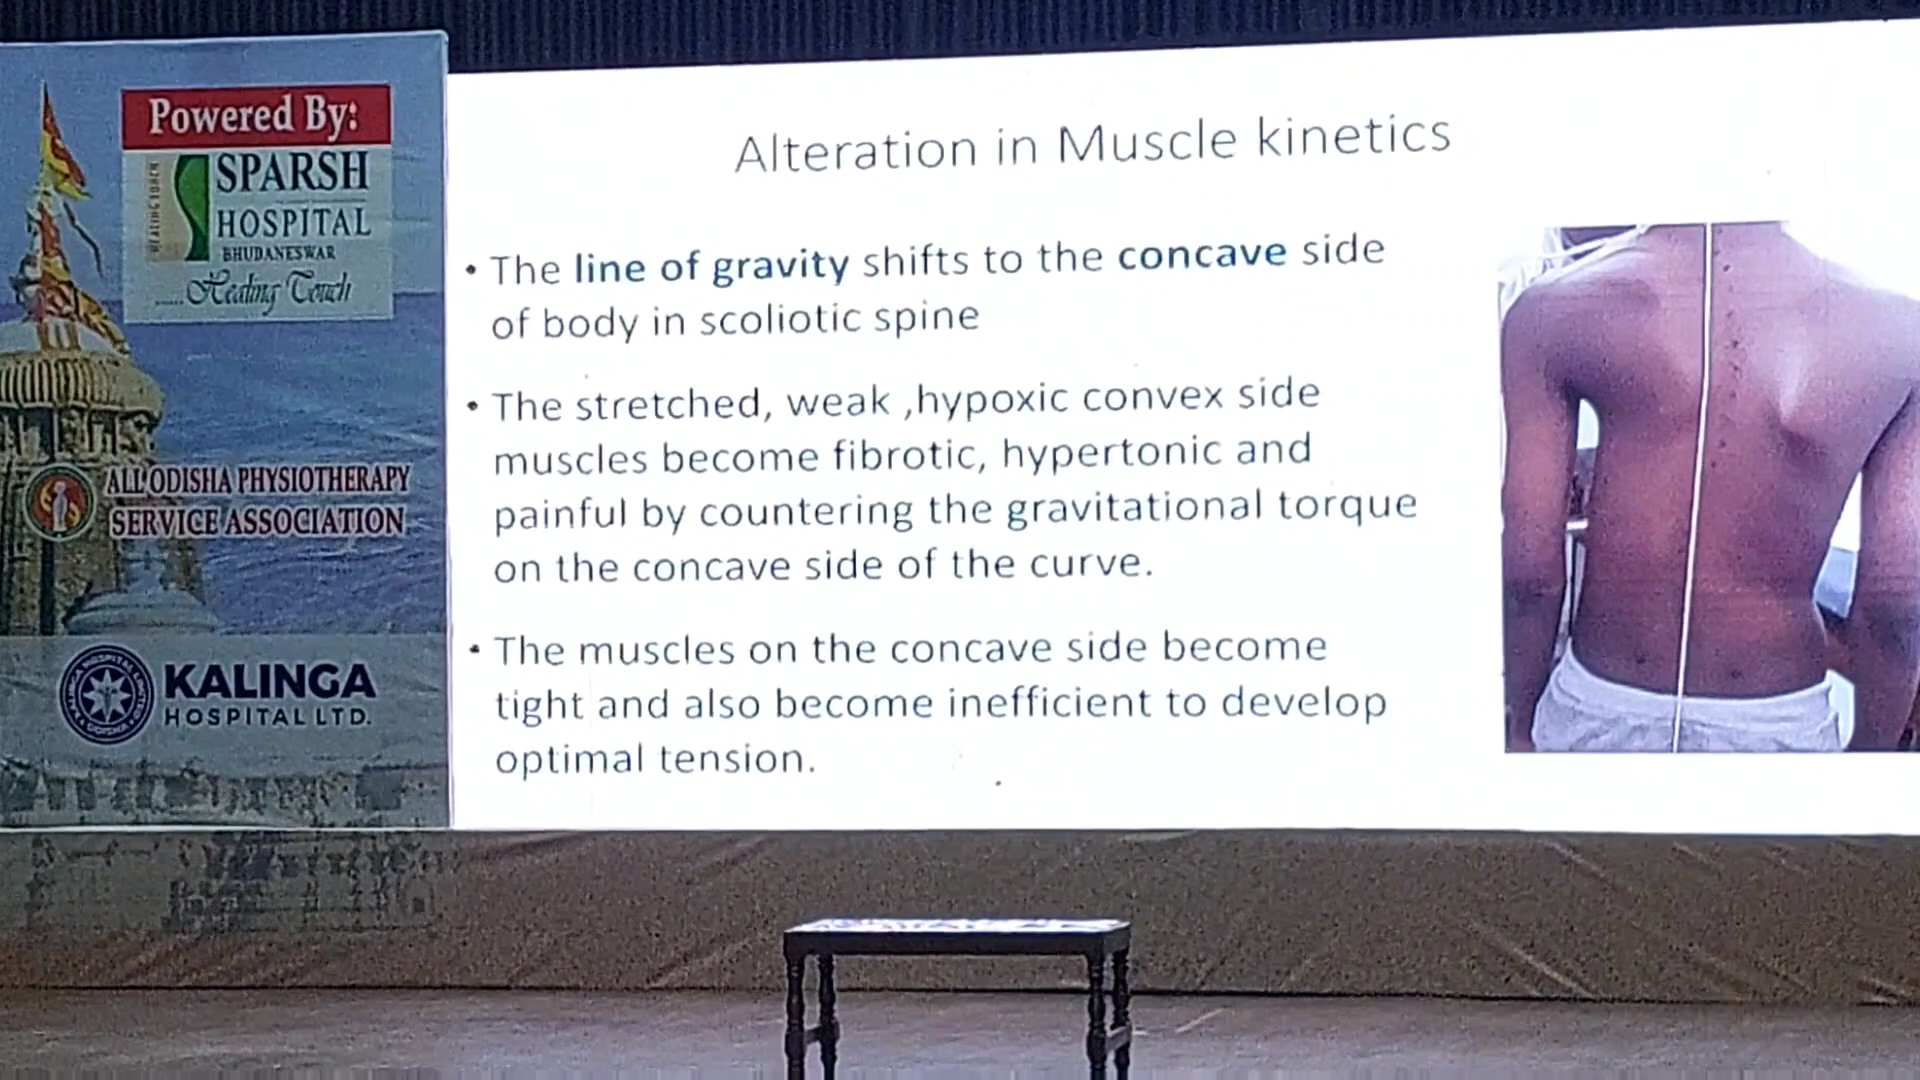 Powered By:
HEALING TOUCH
SPARSH
HOSPITAL
BHUBANESWAR
.....Healing Touch
ALL ODISHA PHYSIOTHERAPY
SERVICE ASSOCIATION
KALINGA
HOSPITAL LTD.
Alteration in Muscle kinetics
• The line of gravity shifts to the concave side
of body in scoliotic spine
• The stretched, weak ,hypoxic convex side
muscles become fibrotic, hypertonic and
painful by countering the gravitational torque
on the concave side of the curve.
• The muscles on the concave side become
tight and also become inefficient to develop
optimal tension.